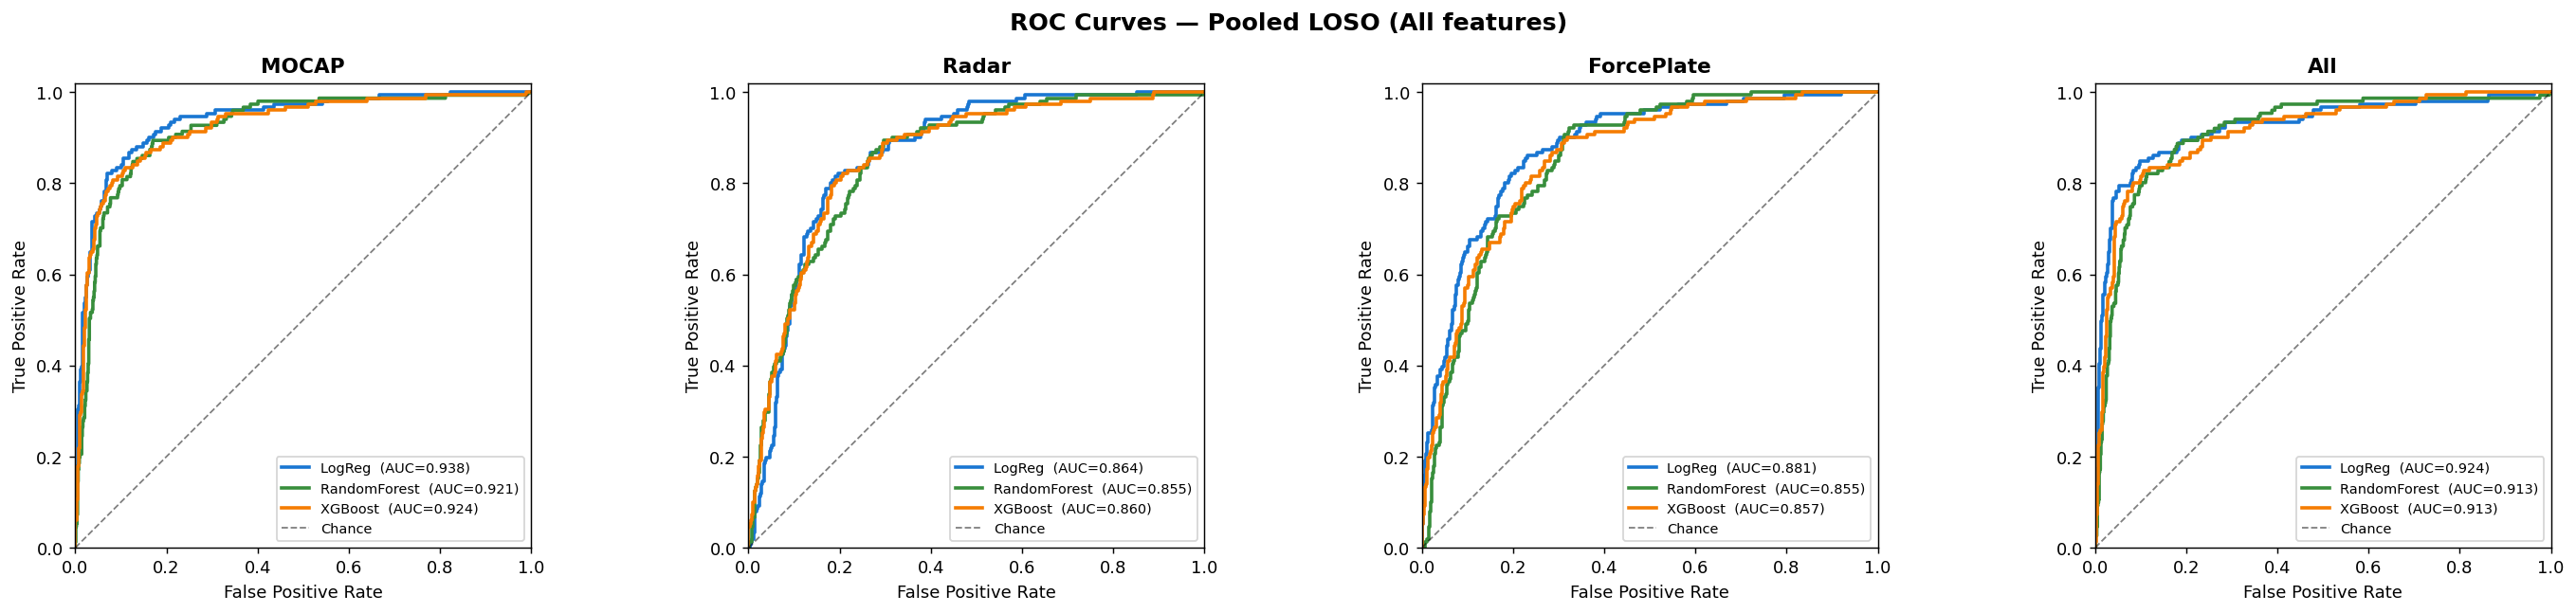 ROC Curves — Pooled LOSO (All features)
MOCAP
True Positive Rate
1.0
0.8
0.6
0.4
0.2
0.0
LogReg (AUC=0.938)
RandomForest (AUC=0.921)
XGBoost (AUC=0.924)
Chance
0.0 0.2 0.4 0.6 0.8 1.0
False Positive Rate
Radar
True Positive Rate
1.0
0.8
0.6
0.4
0.2
0.0
LogReg (AUC=0.864)
RandomForest (AUC=0.855)
XGBoost (AUC=0.860)
Chance
0.0 0.2 0.4 0.6 0.8 1.0
False Positive Rate
ForcePlate
True Positive Rate
1.0
0.8
0.6
0.4
0.2
0.0
LogReg (AUC=0.881)
RandomForest (AUC=0.855)
XGBoost (AUC=0.857)
Chance
0.0 0.2 0.4 0.6 0.8 1.0
False Positive Rate
All
True Positive Rate
1.0
0.8
0.6
0.4
0.2
0.0
LogReg (AUC=0.924)
RandomForest (AUC=0.913)
XGBoost (AUC=0.913)
Chance
0.0 0.2 0.4 0.6 0.8 1.0
False Positive Rate